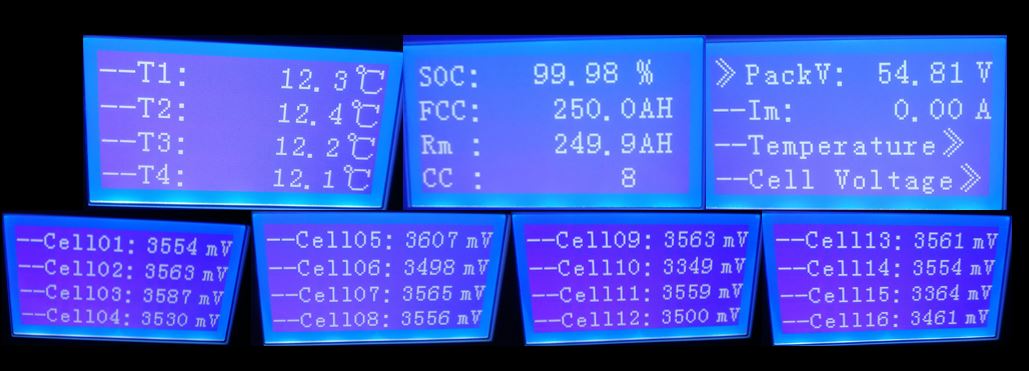 --T1: 12.3℃
--T2: 12.4℃
--T3: 12.2℃
--T4: 12.1℃
SOC: 99.98 %
FCC: 250.0AH
Rm : 249.9AH
CC : 8
》PackV: 54.81 V
--Im: 0.00 A
--Temperature》
--Cell Voltage》
--Cell01: 3554 mV
--Cell02: 3563 mV
--Cell03: 3587 mV
--Cell04: 3530 mV
--Cell05: 3607 mV
--Cell06: 3498 mV
--Cell07: 3565 mV
--Cell08: 3556 mV
--Cell09: 3563 mV
--Cell10: 3349 mV
--Cell11: 3559 mV
--Cell12: 3500 mV
--Cell13: 3561 mV
--Cell14: 3554 mV
--Cell15: 3364 mV
--Cell16: 3461 mV